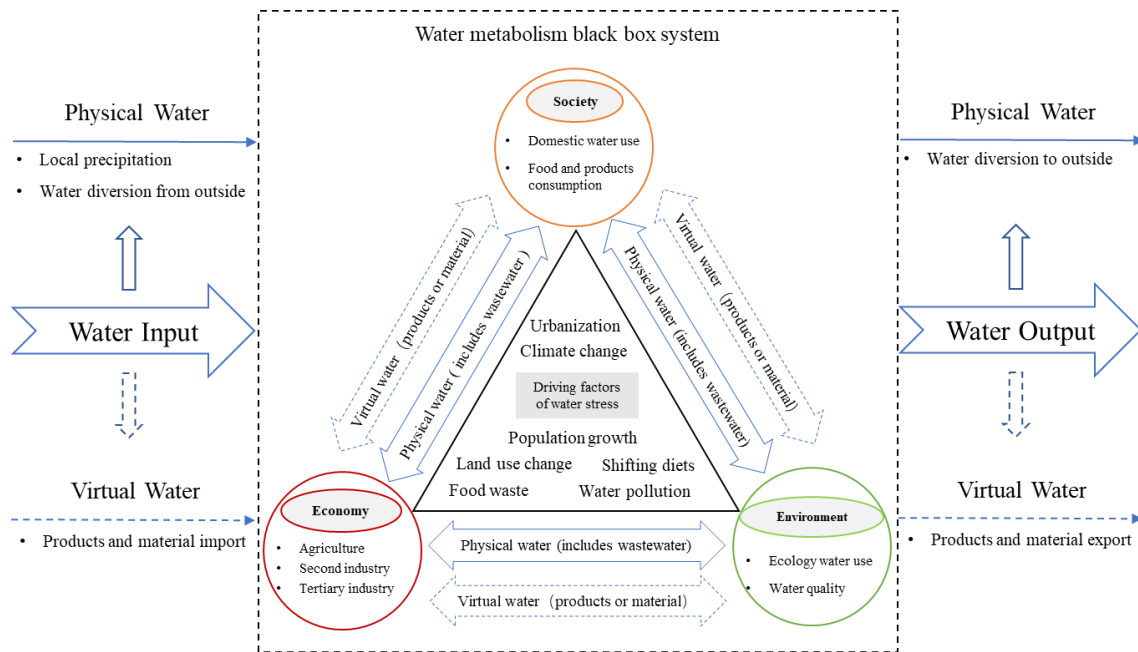 Water metabolism black box system
Physical Water
• Local precipitation
• Water diversion from outside
Water Input
Virtual Water
• Products and material import
Society
• Domestic water use
• Food and products
consumption
Virtual water（products or material)
Physical water ( includes wastewater )
Physical water (includes wastewater)
Virtual water（products or material)
Urbanization
Climate change
Driving factors
of water stress
Population growth
Land use change
Shifting diets
Food waste
Water pollution
Economy
• Agriculture
• Second industry
• Tertiary industry
Physical water (includes wastewater)
Virtual water（products or material)
Environment
• Ecology water use
• Water quality
Physical Water
• Water diversion to outside
Water Output
Virtual Water
• Products and material export